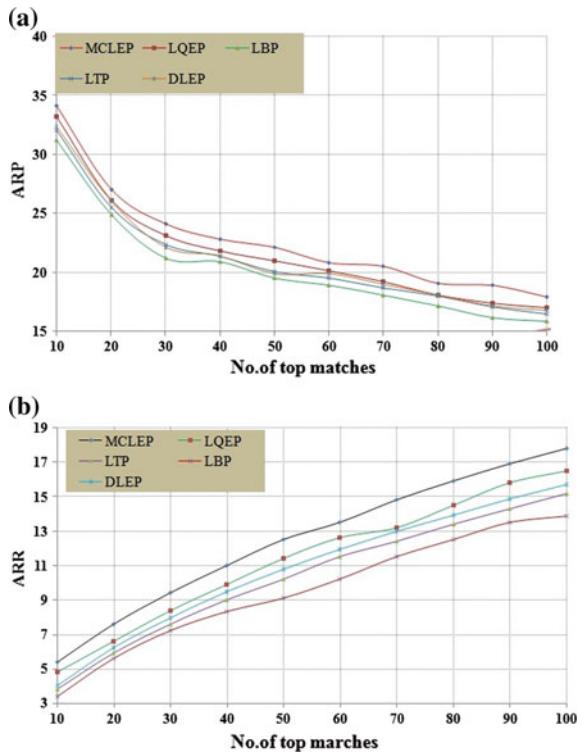 (a)
40
35
30
25
20
15
ARP
MCLEP LQEP LBP
LTP DLEP
10 20 30 40 50 60 70 80 90 100
No.of top matches
(b)
19
17
15
13
11
9
7
5
3
ARR
MCLEP LQEP
LTP LBP
DLEP
10 20 30 40 50 60 70 80 90 100
No.of top marches